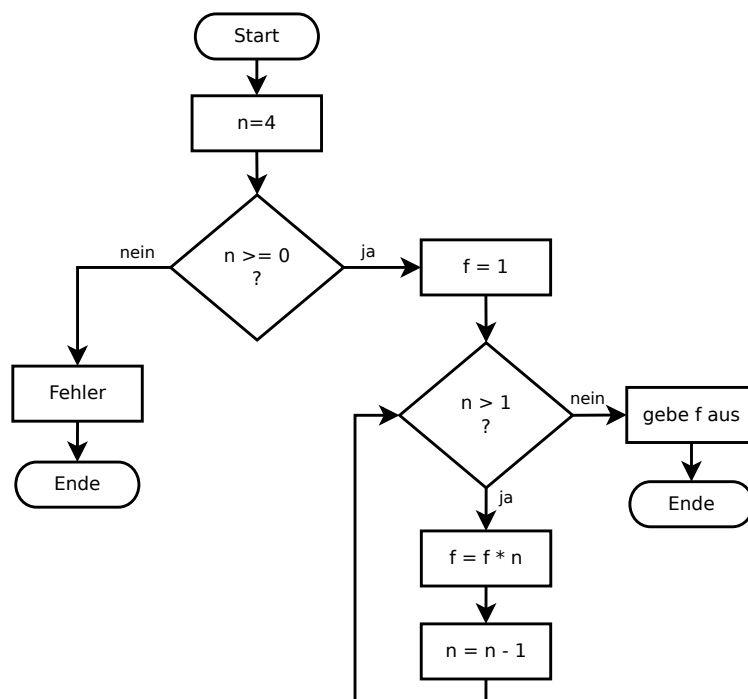 Start
n=4
n >= 0
?
nein
ja
f = 1
Fehler
Ende
n > 1
?
nein
gebe f aus
Ende
ja
f = f * n
n = n - 1